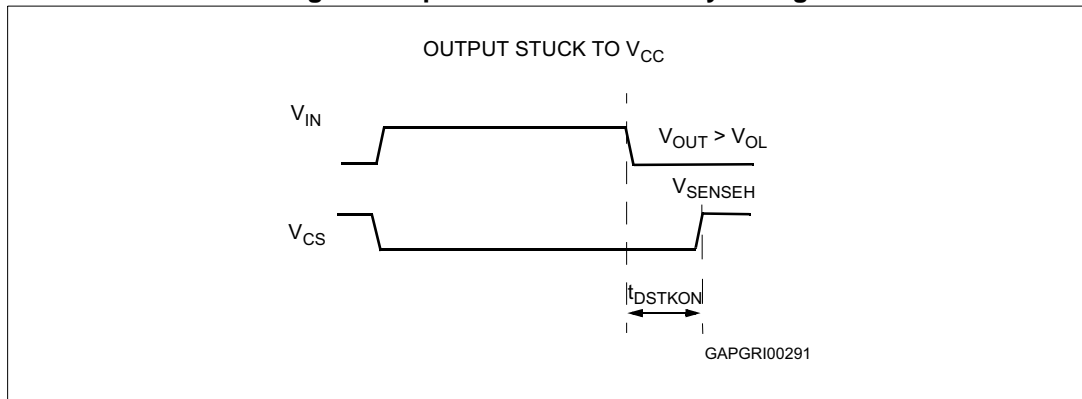 OUTPUT STUCK TO VCC
VIN
VOUT > VOL
VSENSEH
VCS
tDSTKON
GAPGRI00291